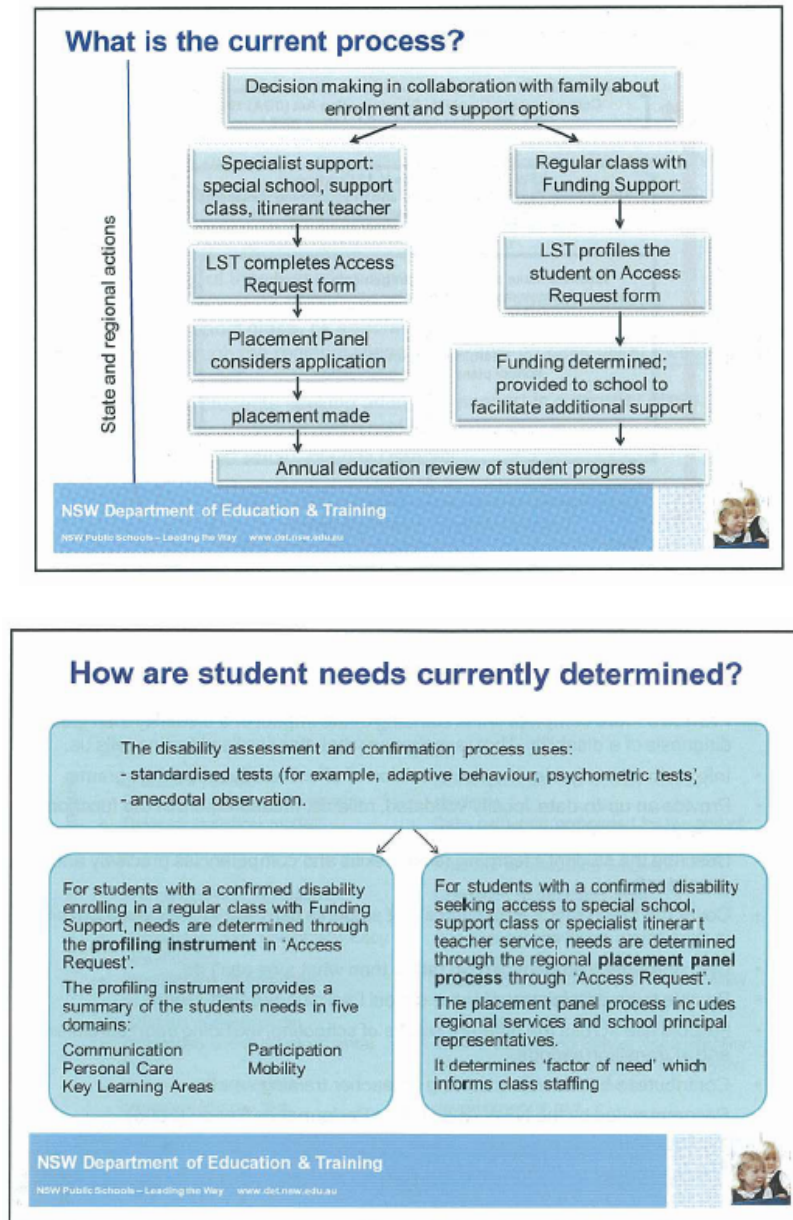 What is the current process?
State and regional actions
Decision making in collaboration with family about
enrolment and support options
Specialist support:
special school, support
class, itinerant teacher
LST completes Access
Request form
Placement Panel
considers application
placement made
Regular class with
Funding Support
LST profiles the
student on Access
Request form
Funding determined;
provided to school to
facilitate additional support
Annual education review of student progress
NSW Department of Education & Training
NSW Public Schools – Leading the Way www.det.nsw.edu.au
How are student needs currently determined?
The disability assessment and confirmation process uses:
- standardised tests (for example, adaptive behaviour, psychometric tests',
- anecdotal observation.
For students with a confirmed disability
enrolling in a regular class with Funding
Support, needs are determined through
the profiling instrument in 'Access
Request'.
The profiling instrument provides a
summary of the students needs in five
domains:
Communication Participation
Personal Care Mobility
Key Learning Areas
For students with a confirmed disability
seeking access to special school,
support class or specialist itinerart
teacher service, needs are determined
through the regional placement panel
process through 'Access Request'.
The placement panel process includes
regional services and school principal
representatives.
It determines 'factor of need' which
informs class staffing
NSW Department of Education & Training
NSW Public Schools – Leading the Way www.det.nsw.edu.au